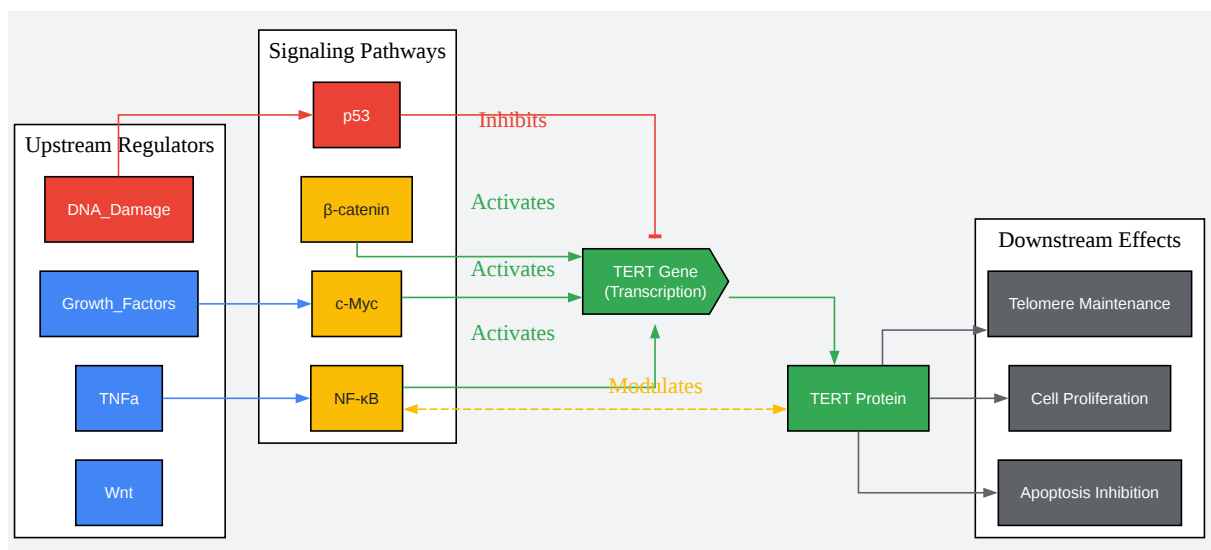 Signaling Pathways
p53
Inhibits
Upstream Regulators
DNA_Damage
β-catenin
Activates
Growth_Factors
c-Myc
Activates
TERT Gene
(Transcription)
Downstream Effects
Telomere Maintenance
Activates
TNFa
NF-κB
Modulates
TERT Protein
Cell Proliferation
Wnt
Apoptosis Inhibition